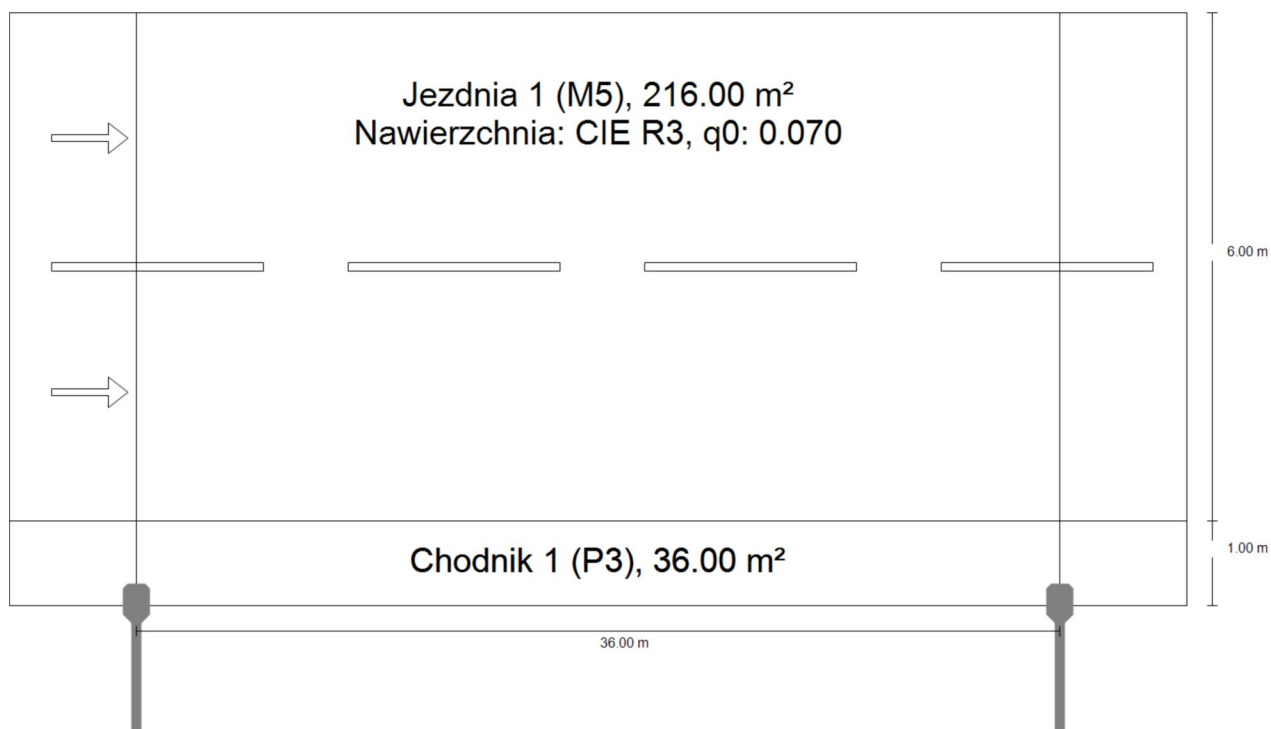 Jezdnia 1 (M5), 216.00 m²
Nawierzchnia: CIE R3, q0: 0.070
6.00 m
Chodnik 1 (P3), 36.00 m²
1.00 m
36.00 m